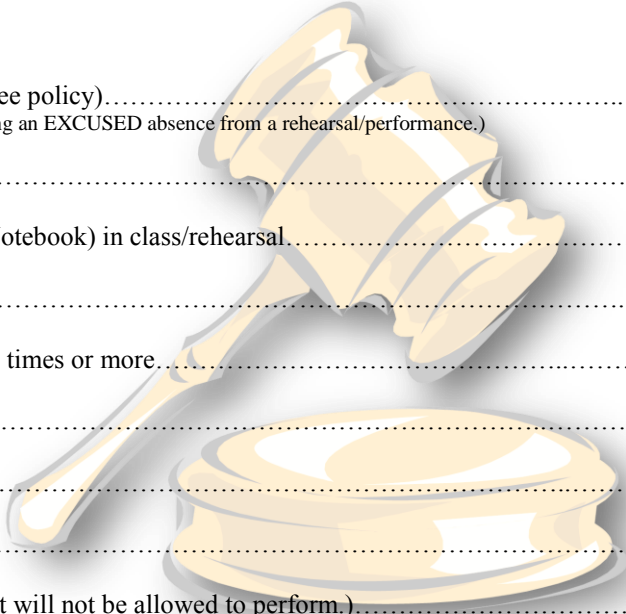 ee policy)……………………………………………………..
ng an EXCUSED absence from a rehearsal/performance.)
……………………………………………………………………
otebook) in class/rehearsal……………………………………
……………………………………………………………………
times or more………………………………………..…….
……………………………………………………………………
…………………………………………………………..……
……………………………………………………………………
t will not be allowed to perform.)……………………………